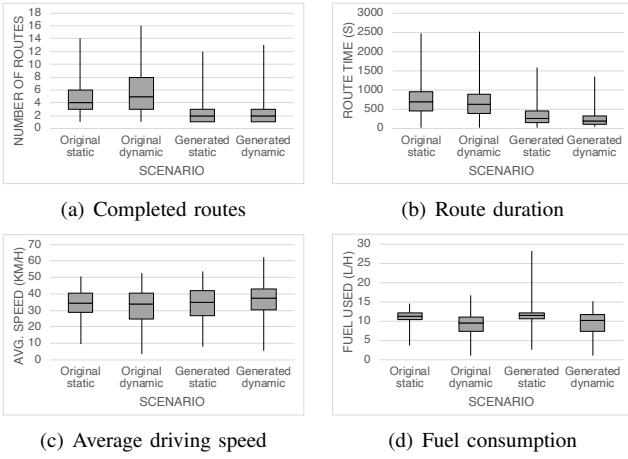 NUMBER OF ROUTES
18
16
14
12
10
8
6
4
2
0
Original static
Original dynamic
Generated static
Generated dynamic
SCENARIO
(a) Completed routes
ROUTE TIME (S)
3000
2500
2000
1500
1000
500
0
Original static
Original dynamic
Generated static
Generated dynamic
SCENARIO
(b) Route duration
AVG. SPEED (KM/H)
70
60
50
40
30
20
10
0
Original static
Original dynamic
Generated static
Generated dynamic
SCENARIO
(c) Average driving speed
FUEL USED (L/H)
30
25
20
15
10
5
0
Original static
Original dynamic
Generated static
Generated dynamic
SCENARIO
(d) Fuel consumption